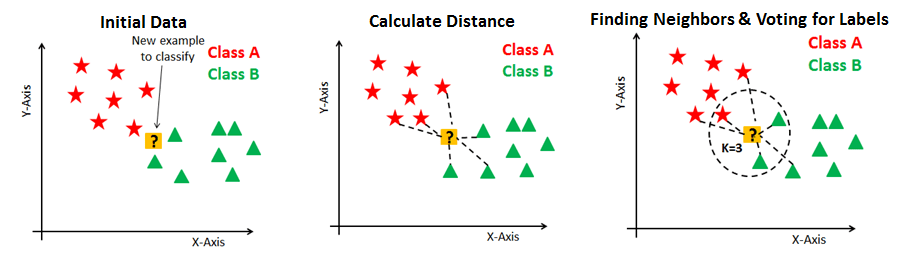 Initial Data
New example
to classify
Class A
Class B
?
Y-Axis
X-Axis
Calculate Distance
Class A
Class B
?
Y-Axis
X-Axis
Finding Neighbors & Voting for Labels
Class A
Class B
?
K=3
Y-Axis
X-Axis